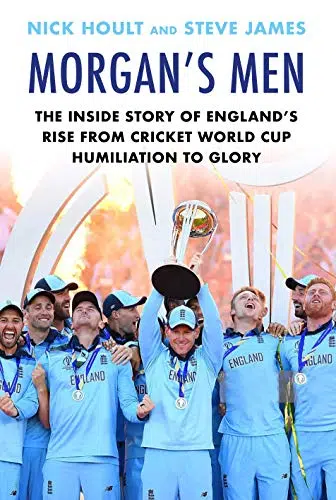 NICK HOULT AND STEVE JAMES
MORGAN'S MEN
THE INSIDE STORY OF ENGLAND'S
RISE FROM CRICKET WORLD CUP
HUMILIATION TO GLORY
ENGLAND
ENGLAND
ENGLAND
ENGLAND